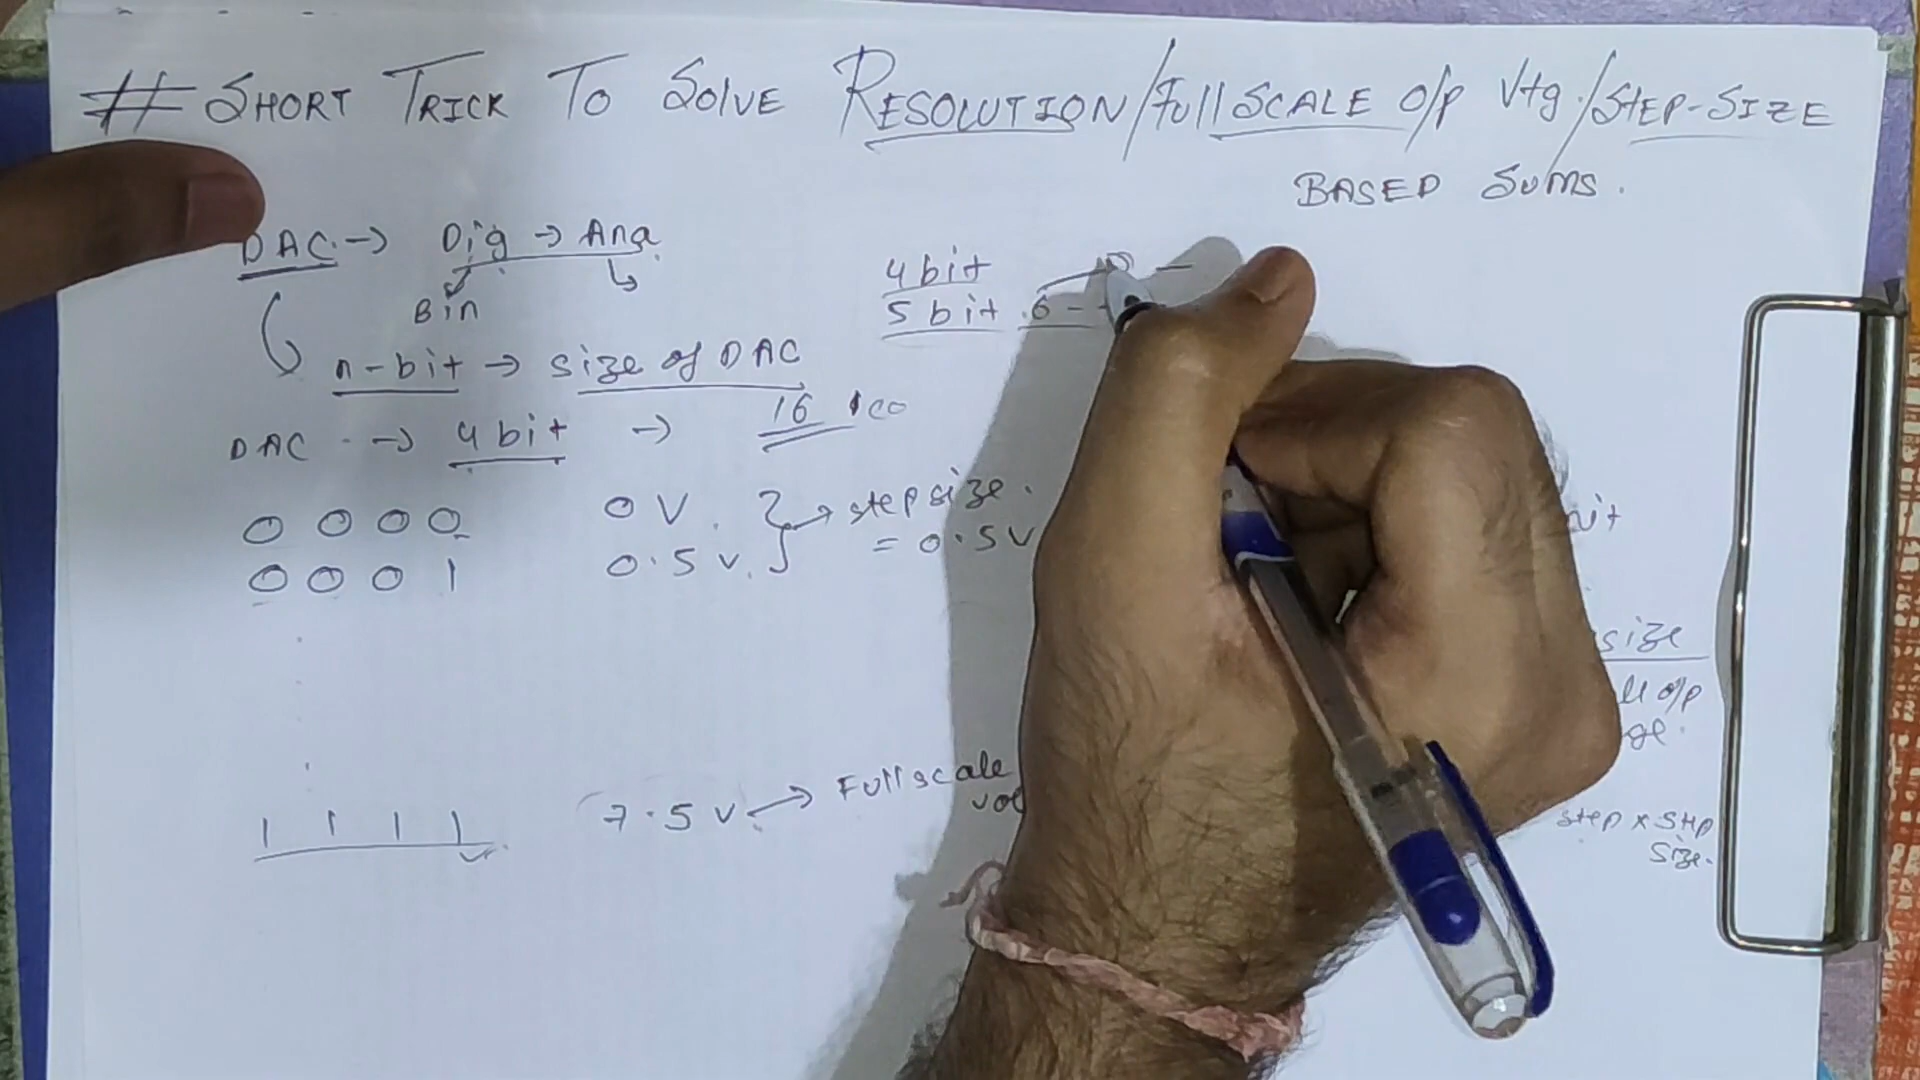 # SHORT TRICK TO SOLVE RESOLUTION/FULL SCALE O/P Vtg./STEP-SIZE
BASED SUMS.
DAC → Dig → Ana
Bin
n-bit → size of DAC
DAC → 4 bit → 16
4 bit
5 bit
0 0 0 0 0 V. → step size.
0 0 0 1 0.5 V. = 0.5 V
1 1 1 1 7.5 V → Full scale
size
o/p
step x step
size.